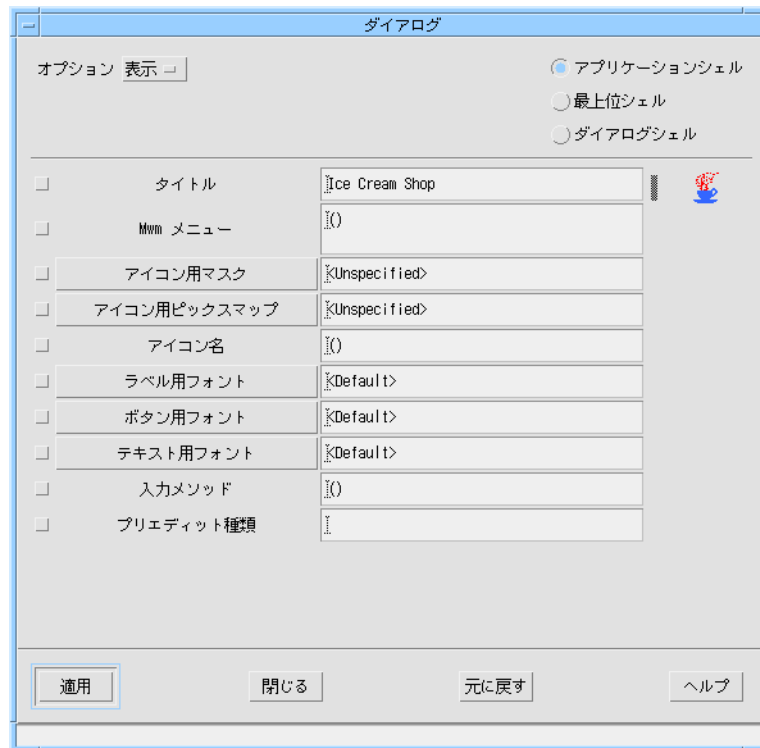 ダイアログ
オプション 表示
アプリケーションシェル
最上位シェル
ダイアログシェル
タイトル Ice Cream Shop
Mwm メニュー ()
アイコン用マスク <Unspecified>
アイコン用ピックスマップ <Unspecified>
アイコン名 ()
ラベル用フォント <Default>
ボタン用フォント <Default>
テキスト用フォント <Default>
入力メソッド ()
プリエディット種類
適用 閉じる 元に戻す ヘルプ